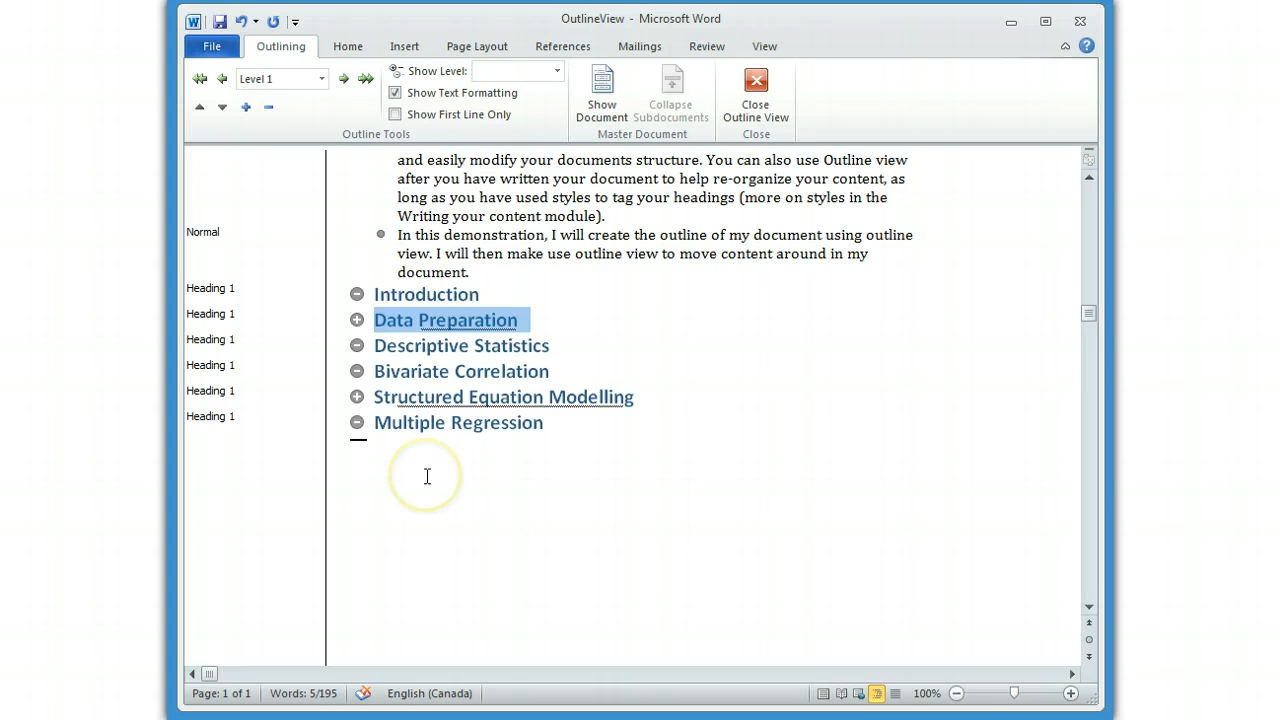 OutlineView - Microsoft Word
File Outlining Home Insert Page Layout References Mailings Review View
Level 1
Show Level:
Show Text Formatting
Show First Line Only
Outline Tools
Show Document
Collapse Subdocuments
Master Document
Close Outline View
Close
and easily modify your documents structure. You can also use Outline view
after you have written your document to help re-organize your content, as
long as you have used styles to tag your headings (more on styles in the
Writing your content module).
Normal
In this demonstration, I will create the outline of my document using outline
view. I will then make use outline view to move content around in my
document.
Heading 1 Introduction
Heading 1 Data Preparation
Heading 1 Descriptive Statistics
Heading 1 Bivariate Correlation
Heading 1 Structured Equation Modelling
Heading 1 Multiple Regression
Page: 1 of 1 Words: 5/195 English (Canada) 100%